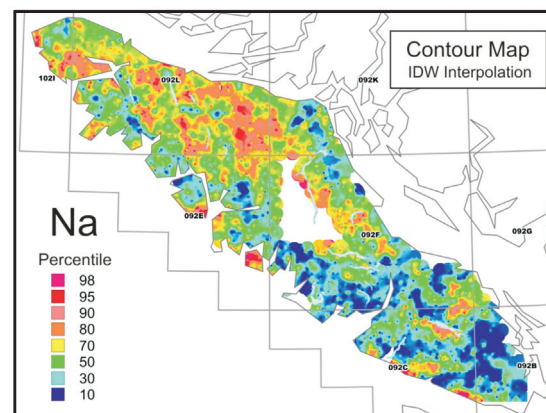 Contour Map
IDW Interpolation
102I
092L
092K
092E
092F
092G
092C
092B
Na
Percentile
98
95
90
80
70
50
30
10